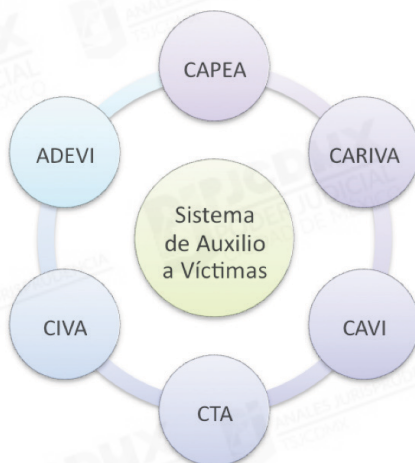 CAPEA
CARIVA
CAVI
CTA
CIVA
ADEVI
Sistema
de Auxilio
a Víctimas